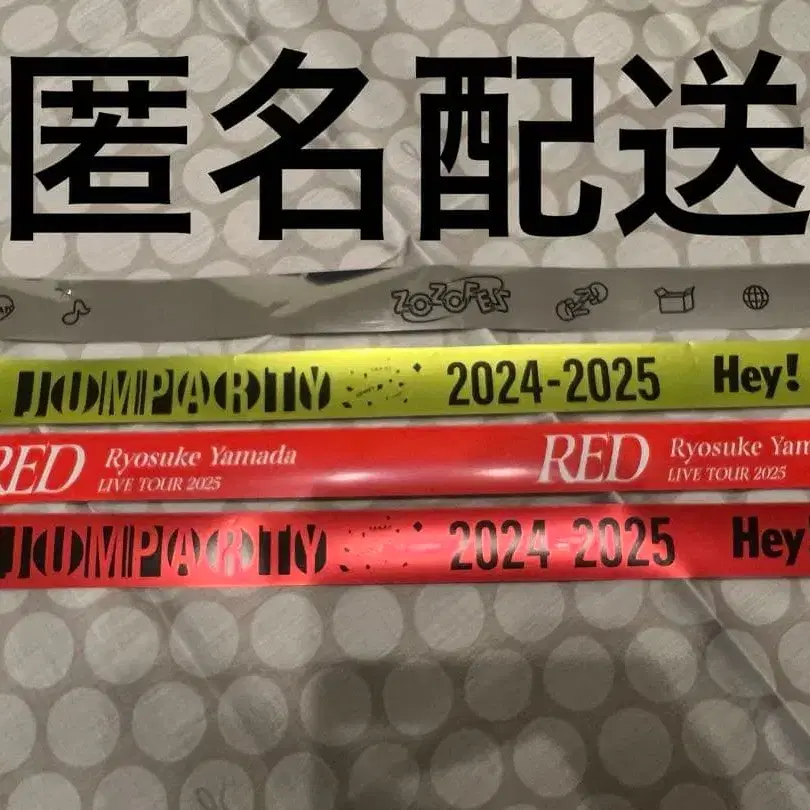 匿名配送
ZOZOFES
JUMPARTY 2024-2025 Hey!
RED Ryosuke Yamada RED Ryosuke Yam
LIVE TOUR 2025 LIVE TOUR 2025
JUMPARTY 2024-2025 Hey